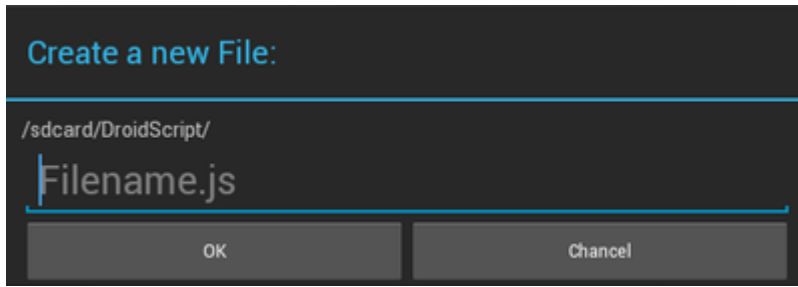 Create a new File:
/sdcard/DroidScript/
Filename.js
OK Chancel